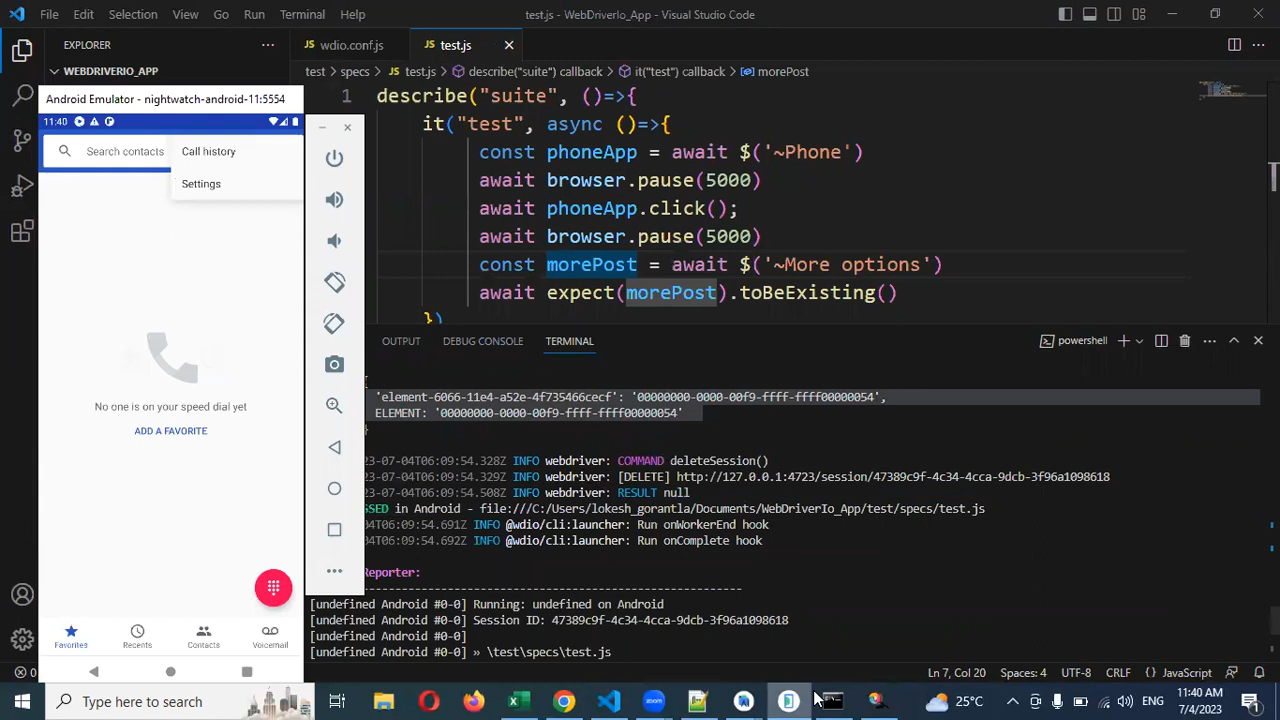 File Edit Selection View Go Run Terminal Help test.js - WebDriverIo_App - Visual Studio Code
EXPLORER
wdio.conf.js test.js
WEBDRIVERIO_APP
test > specs > test.js > describe("suite") callback > it("test") callback > morePost
1 describe("suite", ()=>{
it("test", async ()=>{
const phoneApp = await $('~Phone')
await browser.pause(5000)
await phoneApp.click();
await browser.pause(5000)
const morePost = await $('~More options')
await expect(morePost).toBeExisting()
})
Android Emulator - nightwatch-android-11:5554
11:40
Search contacts
Call history
Settings
No one is on your speed dial yet
ADD A FAVORITE
Favorites Recents Contacts Voicemail
OUTPUT DEBUG CONSOLE TERMINAL powershell
{
'element-6066-11e4-a52e-4f735466cecf': '00000000-0000-00f9-ffff-ffff00000054',
ELEMENT: '00000000-0000-00f9-ffff-ffff00000054'
}
23-07-04T06:09:54.328Z INFO webdriver: COMMAND deleteSession()
23-07-04T06:09:54.329Z INFO webdriver: [DELETE] http://127.0.0.1:4723/session/47389c9f-4c34-4cca-9dcb-3f96a1098618
23-07-04T06:09:54.508Z INFO webdriver: RESULT null
SSED in Android - file:///C:/Users/lokesh_gorantla/Documents/WebDriverIo_App/test/specs/test.js
04T06:09:54.691Z INFO @wdio/cli:launcher: Run onWorkerEnd hook
04T06:09:54.692Z INFO @wdio/cli:launcher: Run onComplete hook
Reporter:
------------------------------------------------------------------
[undefined Android #0-0] Running: undefined on Android
[undefined Android #0-0] Session ID: 47389c9f-4c34-4cca-9dcb-3f96a1098618
[undefined Android #0-0]
[undefined Android #0-0] » \test\specs\test.js
0 Ln 7, Col 20 Spaces: 4 UTF-8 CRLF {} JavaScript
Type here to search
zoom
25°C ENG
11:40 AM
7/4/2023
1